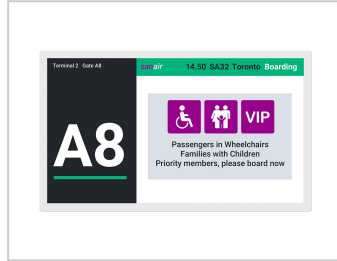 Terminal 2 Gate A8
A8
sanair 14.50 SA32 Toronto Boarding
VIP
Passengers in Wheelchairs
Families with Children
Priority members, please board now